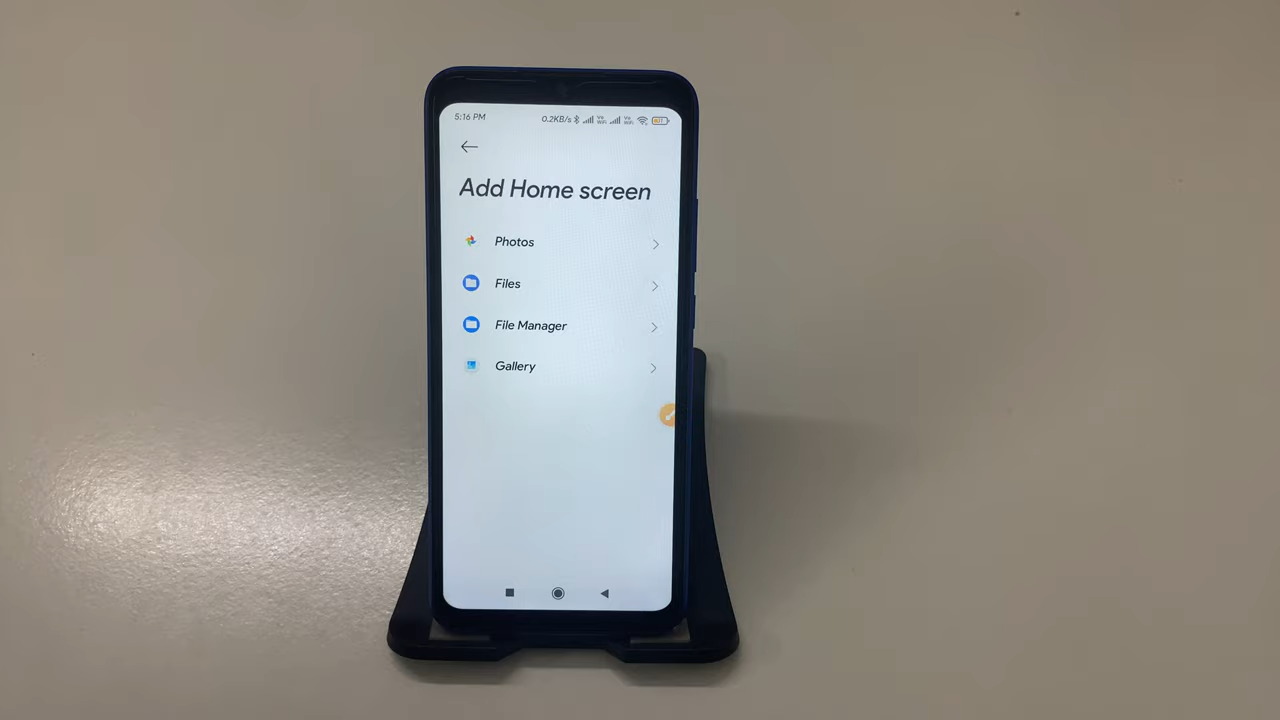 5:16 PM
0.2KB/s
Add Home screen
Photos
Files
File Manager
Gallery